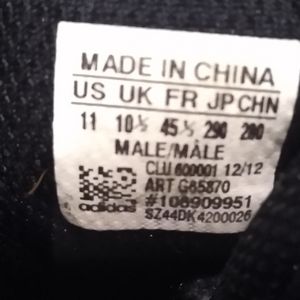 MADE IN CHINA
US UK FR JP CHN
11 10½ 45⅓ 290 290
MALE/MÂLE
CLU 600001 12/12
ART G65870
#108909951
adidas SZ44DK4200026